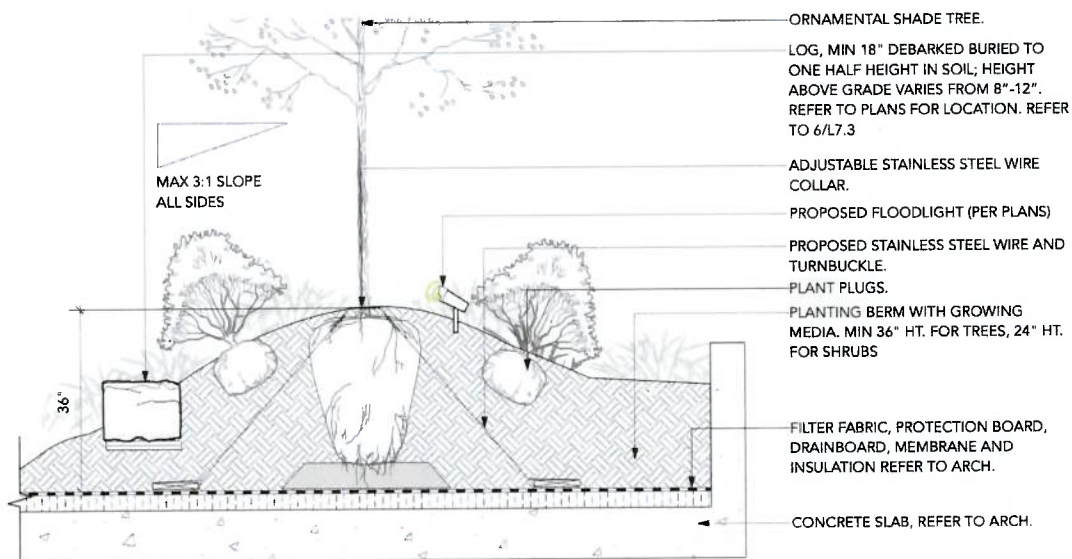 ORNAMENTAL SHADE TREE.
LOG, MIN 18" DEBARKED BURIED TO
ONE HALF HEIGHT IN SOIL; HEIGHT
ABOVE GRADE VARIES FROM 8"-12".
REFER TO PLANS FOR LOCATION. REFER
TO 6/L7.3
MAX 3:1 SLOPE
ALL SIDES
ADJUSTABLE STAINLESS STEEL WIRE
COLLAR.
PROPOSED FLOODLIGHT (PER PLANS)
PROPOSED STAINLESS STEEL WIRE AND
TURNBUCKLE.
PLANT PLUGS.
PLANTING BERM WITH GROWING
MEDIA. MIN 36" HT. FOR TREES, 24" HT.
FOR SHRUBS
36"
FILTER FABRIC, PROTECTION BOARD,
DRAINBOARD, MEMBRANE AND
INSULATION REFER TO ARCH.
CONCRETE SLAB, REFER TO ARCH.